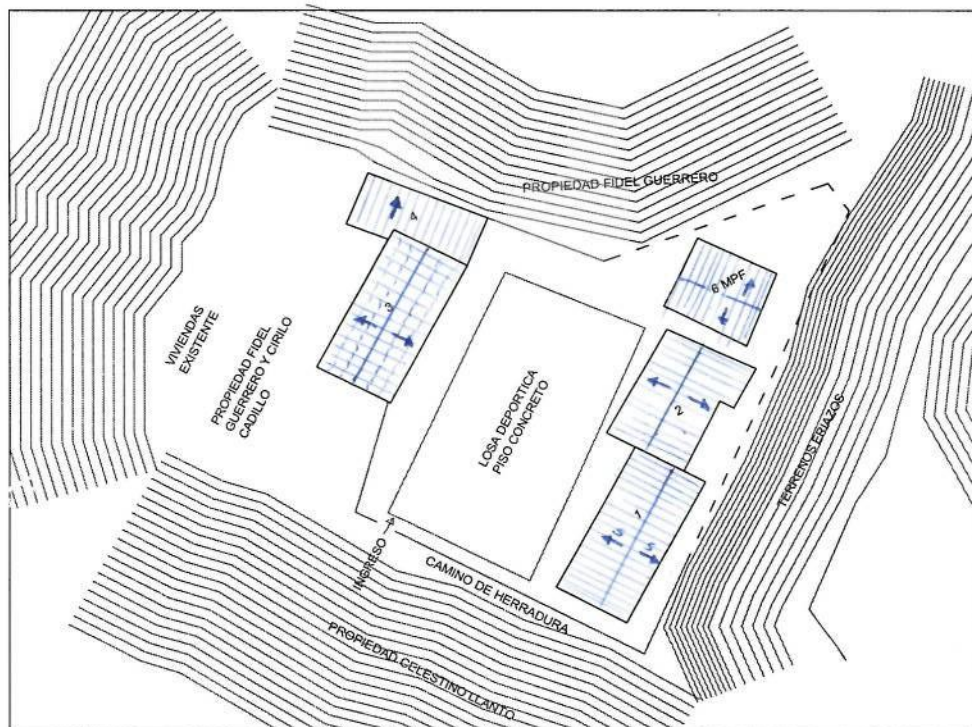 PROPIEDAD FIDEL GUERRERO
4
6 MPF
3
VIVIENDAS
EXISTENTE
PROPIEDAD FIDEL
GUERRERO Y CIRILO
CADILLO
LOSA DEPORTICA
PISO CONCRETO
2
TERRENOS ERIAZOS
1
S
S
INGRESO
CAMINO DE HERRADURA
PROPIEDAD CELESTINO LLANTO